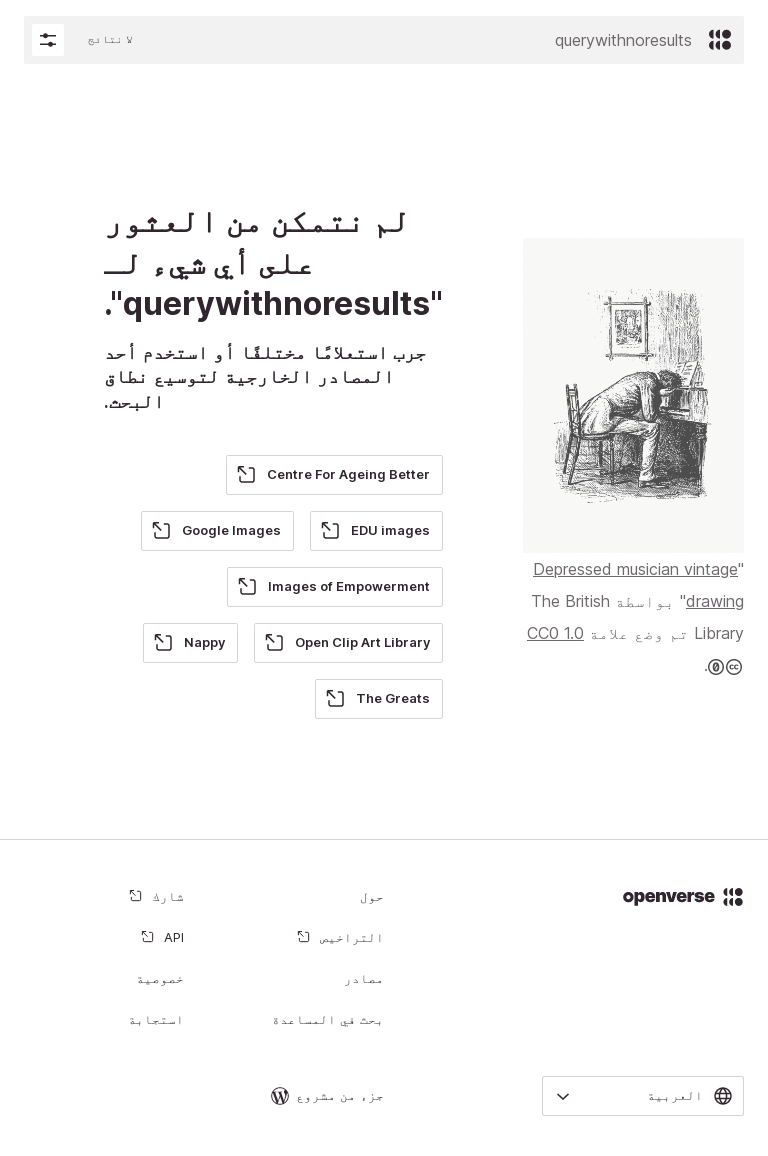 querywithnoresults
لا نتائج
لم نتمكن من العثور
على أي شيء لـ
"querywithnoresults".
جرب استعلامًا مختلفًا أو استخدم أحد
المصادر الخارجية لتوسيع نطاق
البحث.
Centre For Ageing Better
EDU images
Google Images
Images of Empowerment
Open Clip Art Library
Nappy
The Greats
"Depressed musician vintage
drawing" بواسطة The British
Library تم وضع علامة CC0 1.0
.
openverse
حول
شارك
التراخيص
API
مصادر
خصوصية
بحث في المساعدة
استجابة
العربية
جزء من مشروع